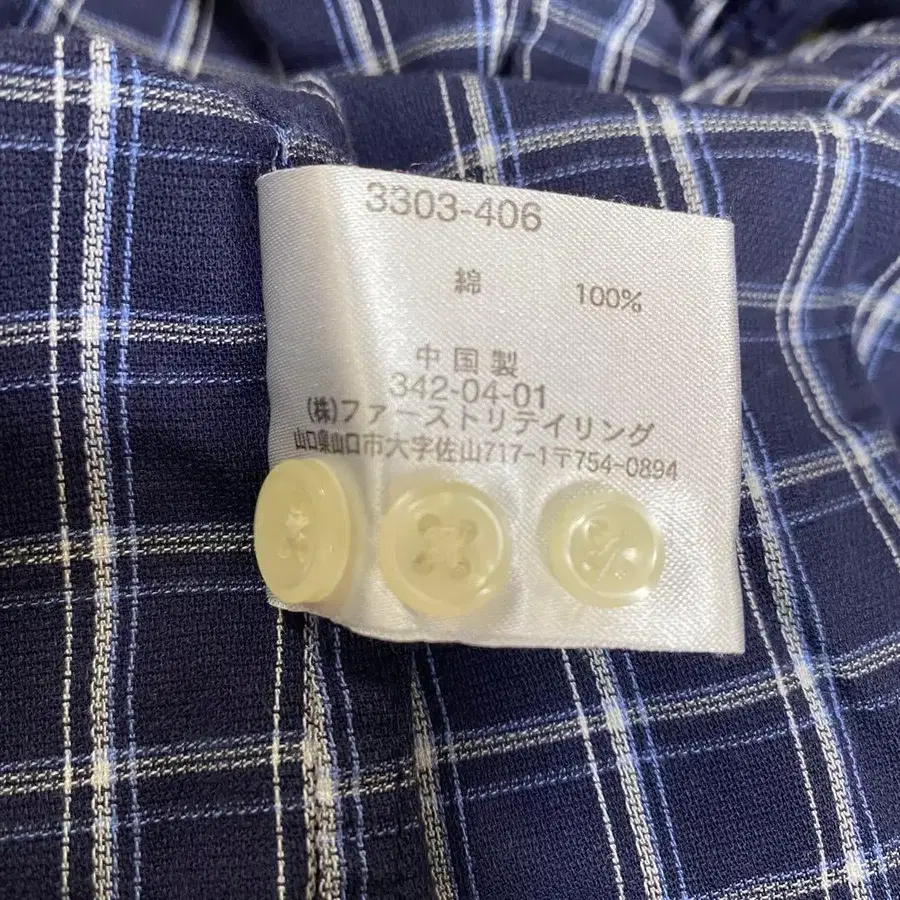 3303-406
綿 100%
中国製
342-04-01
(株)ファーストリテイリング
山口県山口市大字佐山717-1〒754-0894